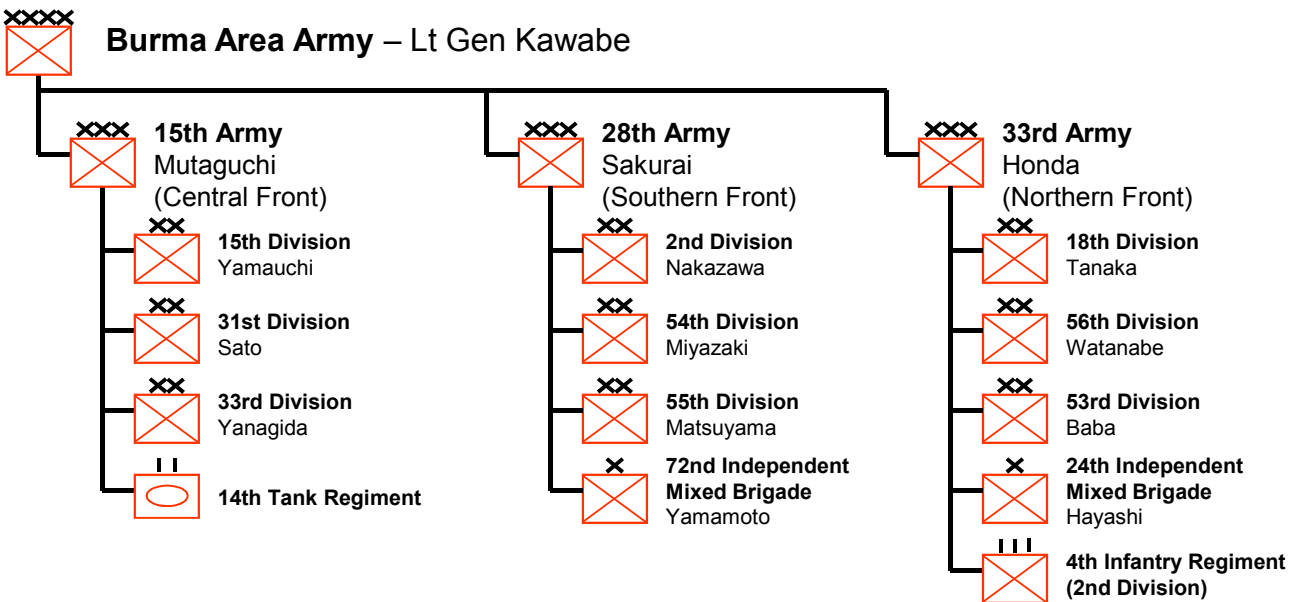 Burma Area Army – Lt Gen Kawabe
15th Army
Mutaguchi
(Central Front)
15th Division
Yamauchi
31st Division
Sato
33rd Division
Yanagida
14th Tank Regiment
28th Army
Sakurai
(Southern Front)
2nd Division
Nakazawa
54th Division
Miyazaki
55th Division
Matsuyama
72nd Independent
Mixed Brigade
Yamamoto
33rd Army
Honda
(Northern Front)
18th Division
Tanaka
56th Division
Watanabe
53rd Division
Baba
24th Independent
Mixed Brigade
Hayashi
4th Infantry Regiment
(2nd Division)